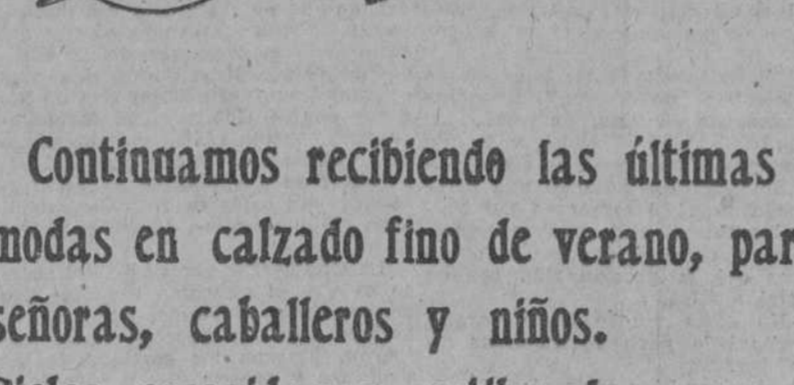 Continuamos recibiendo las últimas
modas en calzado fino de verano, par
señoras, caballeros y niños.